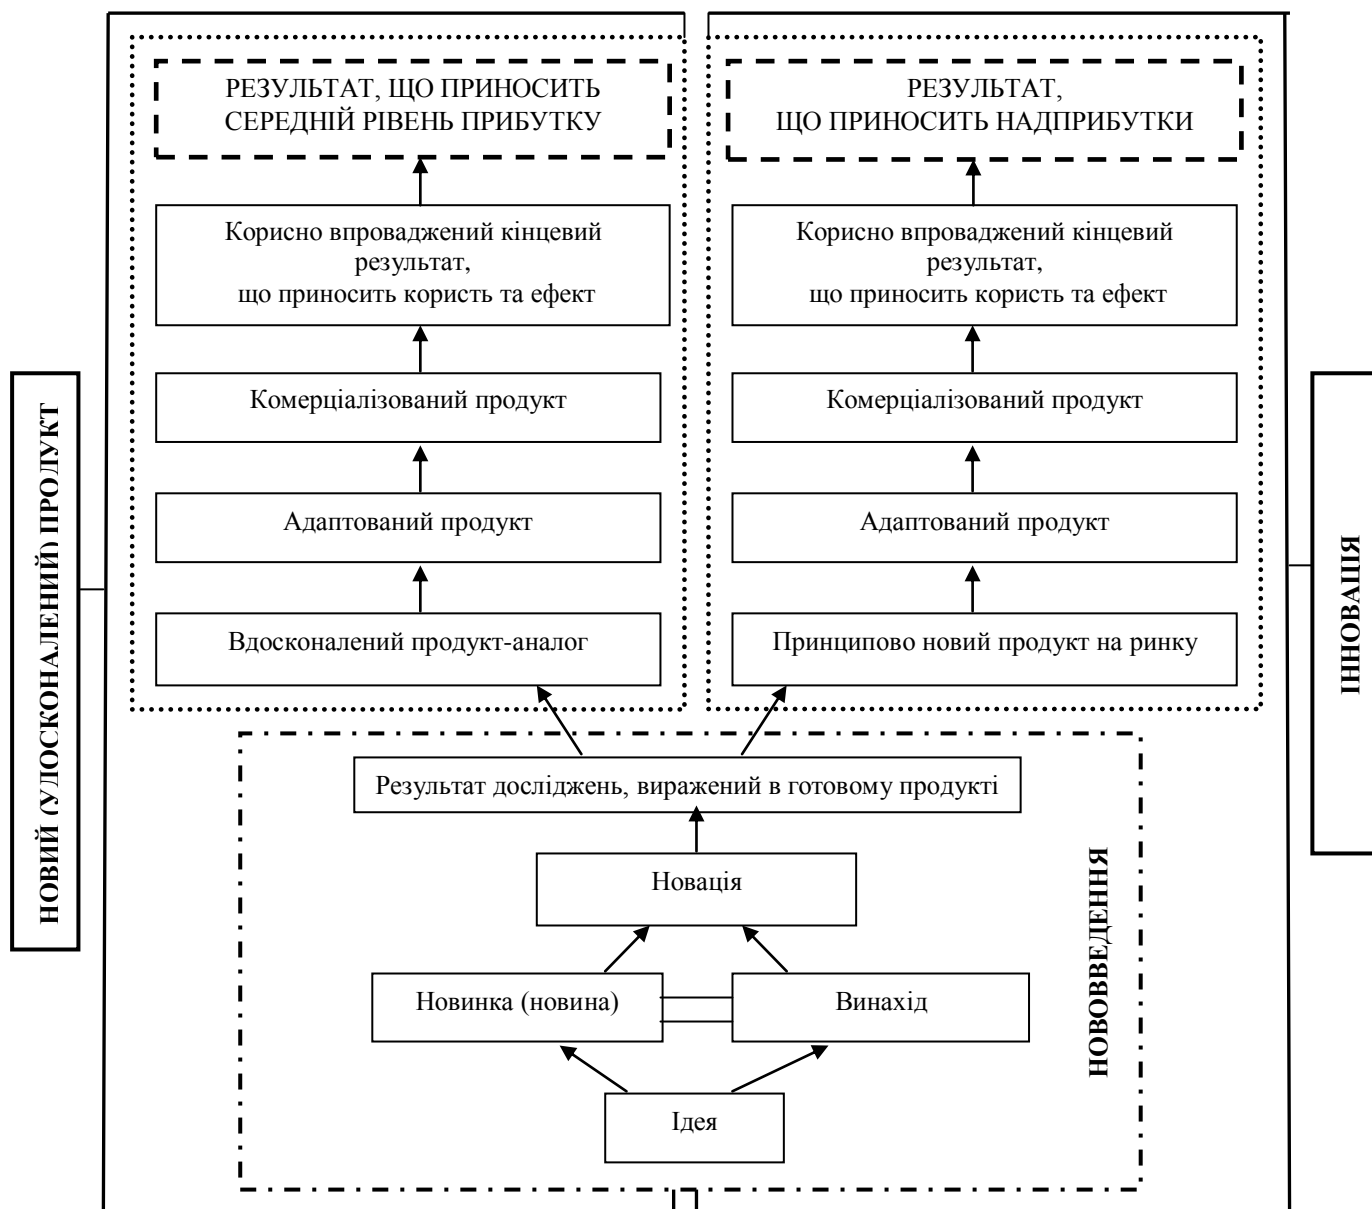 РЕЗУЛЬТАТ, ЩО ПРИНОСИТЬ
СЕРЕДНІЙ РІВЕНЬ ПРИБУТКУ
РЕЗУЛЬТАТ,
ЩО ПРИНОСИТЬ НАДПРИБУТКИ
Корисно впроваджений кінцевий
результат,
що приносить користь та ефект
Корисно впроваджений кінцевий
результат,
що приносить користь та ефект
Комерціалізований продукт
Комерціалізований продукт
Адаптований продукт
Адаптований продукт
Вдосконалений продукт-аналог
Принципово новий продукт на ринку
НОВИЙ (УДОСКОНАЛЕНИЙ) ПРОДУКТ
ІННОВАЦІЯ
Результат досліджень, виражений в готовому продукті
Новація
Новинка (новина)
Винахід
Ідея
НОВОВВЕДЕННЯ